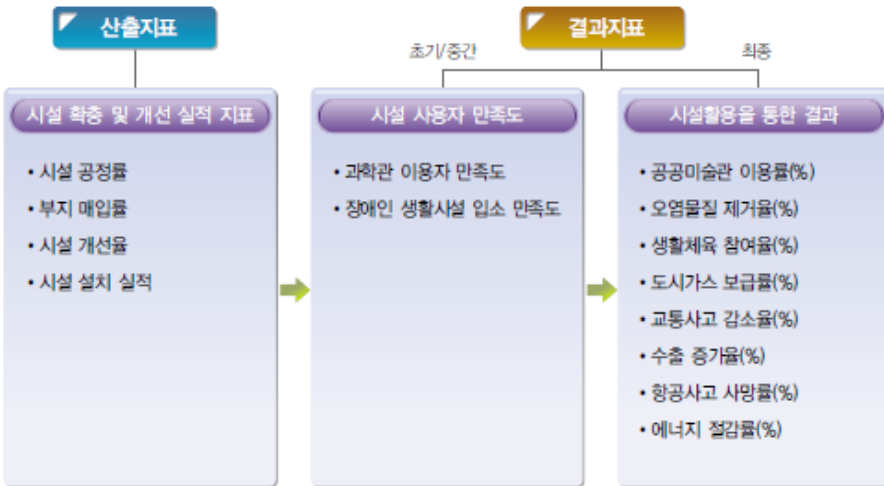 산출지표
결과지표
초기/중간
최종
시설 확충 및 개선 실적 지표
• 시설 공정률
• 부지 매입률
• 시설 개선율
• 시설 설치 실적
시설 사용자 만족도
• 과학관 이용자 만족도
• 장애인 생활사설 입소 만족도
시설활용을 통한 결과
• 공공미술관 이용률(%)
• 오염물질 제거율(%)
• 생활체육 참여율(%)
• 도시가스 보급률(%)
• 교통사고 감소율(%)
• 수출 증가율(%)
• 항공사고 사망률(%)
• 에너지 절감률(%)